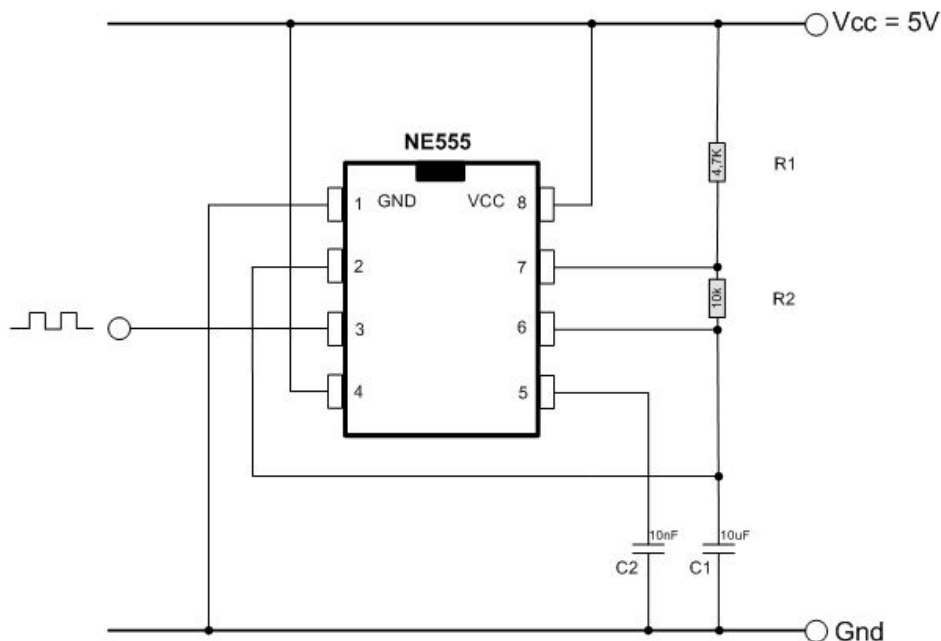 Vcc = 5V
NE555
4,7K
R1
1 GND VCC 8
2 7
10k
R2
3 6
4 5
10nF 10uF
C2 C1
Gnd